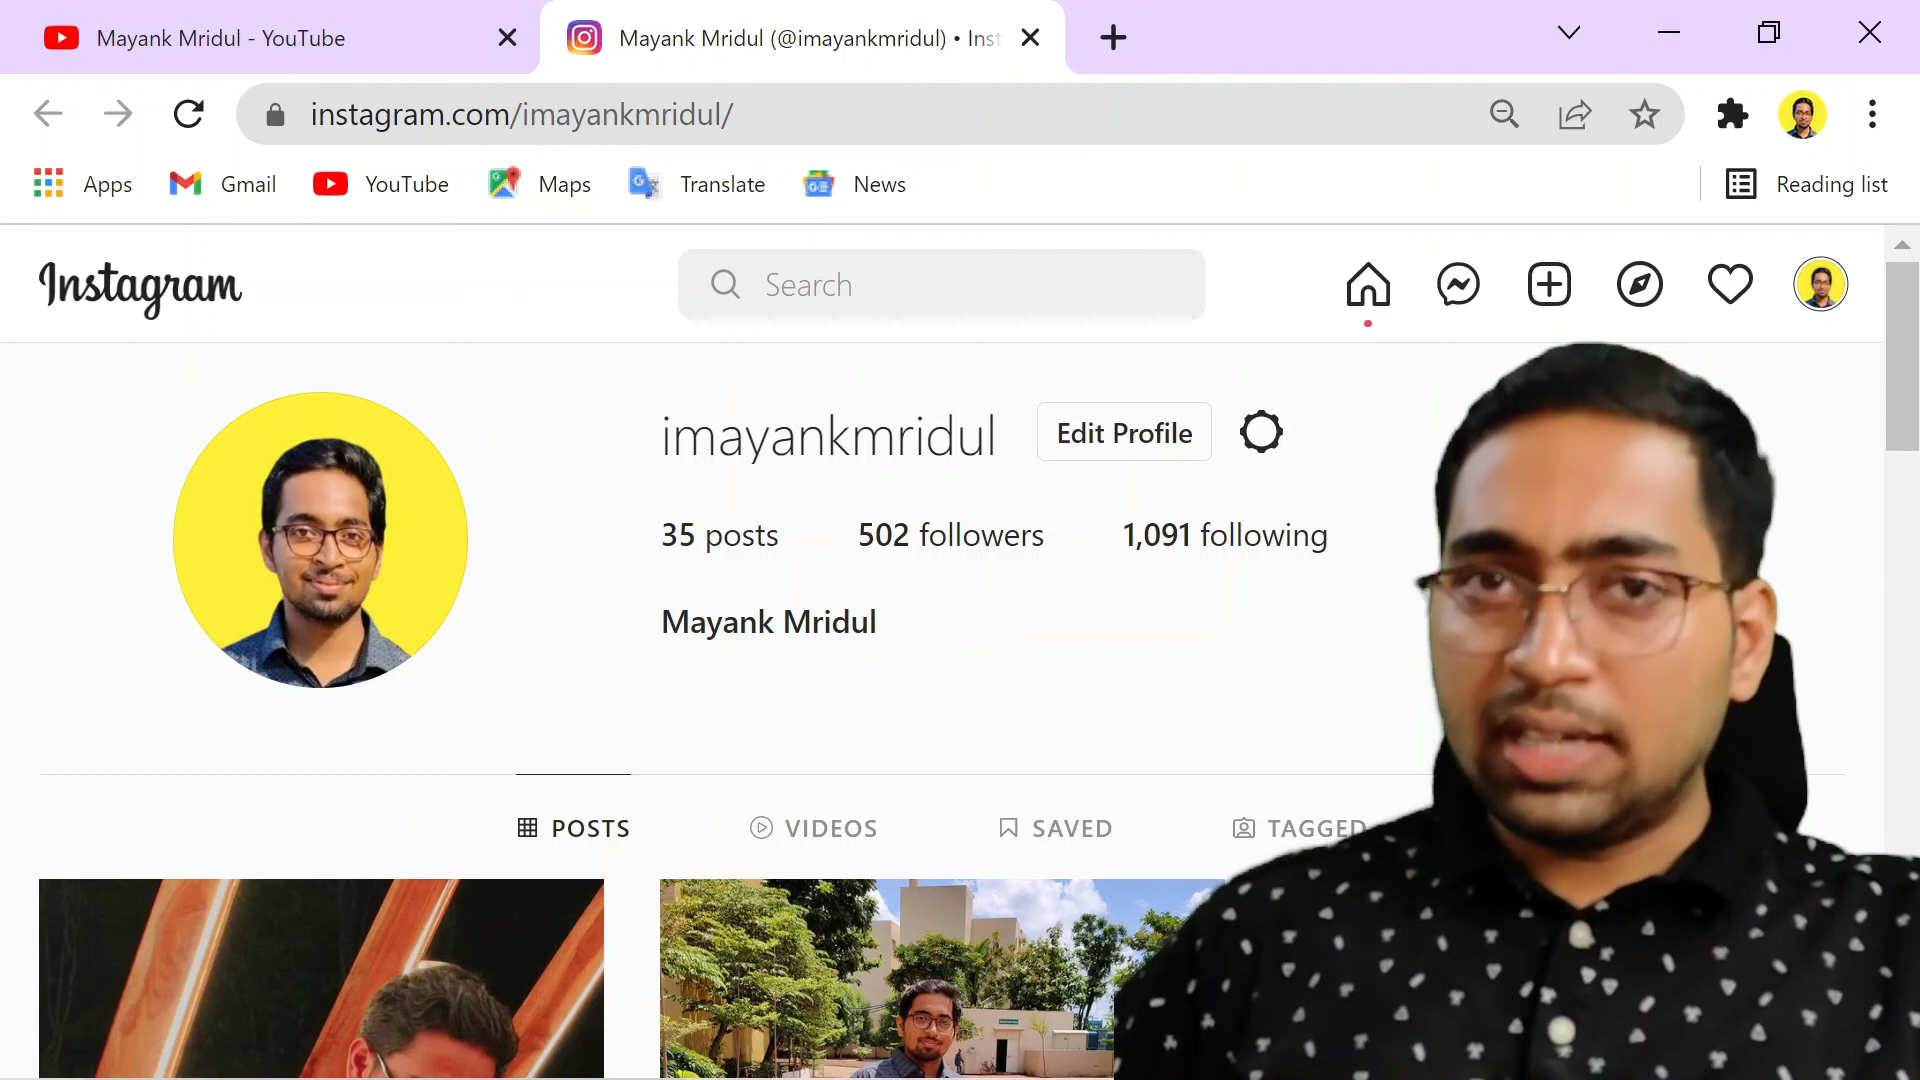 Mayank Mridul - YouTube
Mayank Mridul (@imayankmridul) • Inst
instagram.com/imayankmridul/
Apps Gmail YouTube Maps Translate News Reading list
Instagram
Search
imayankmridul Edit Profile
35 posts 502 followers 1,091 following
Mayank Mridul
POSTS VIDEOS SAVED TAGGED